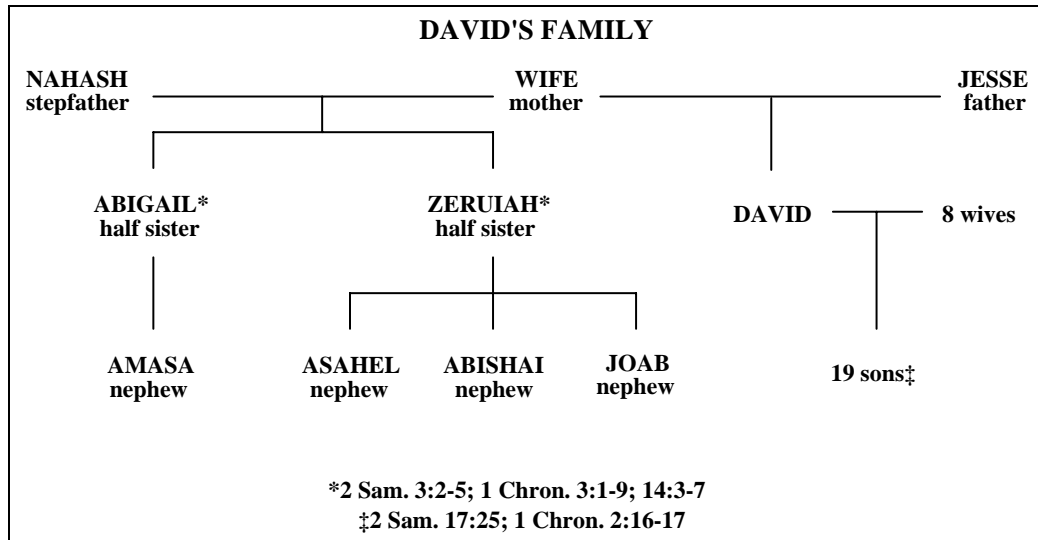 DAVID'S FAMILY
NAHASH
stepfather
WIFE
mother
JESSE
father
ABIGAIL*
half sister
ZERUIAH*
half sister
DAVID
8 wives
AMASA
nephew
ASAHEL
nephew
ABISHAI
nephew
JOAB
nephew
19 sons‡
*2 Sam. 3:2-5; 1 Chron. 3:1-9; 14:3-7
‡2 Sam. 17:25; 1 Chron. 2:16-17